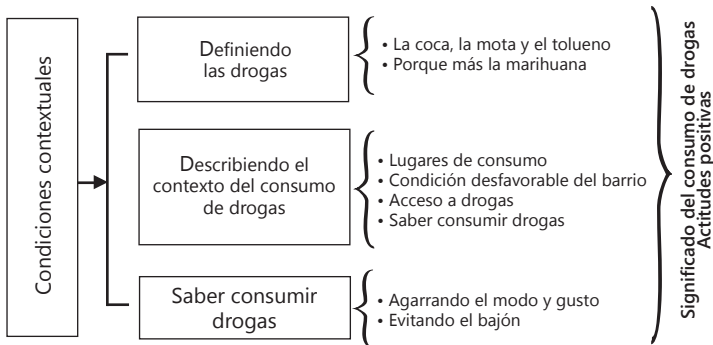 Condiciones contextuales
Definiendo
las drogas
• La coca, la mota y el tolueno
• Porque más la marihuana
Describiendo el
contexto del consumo
de drogas
• Lugares de consumo
• Condición desfavorable del barrio
• Acceso a drogas
• Saber consumir drogas
Saber consumir
drogas
• Agarrando el modo y gusto
• Evitando el bajón
Significado del consumo de drogas
Actitudes positivas